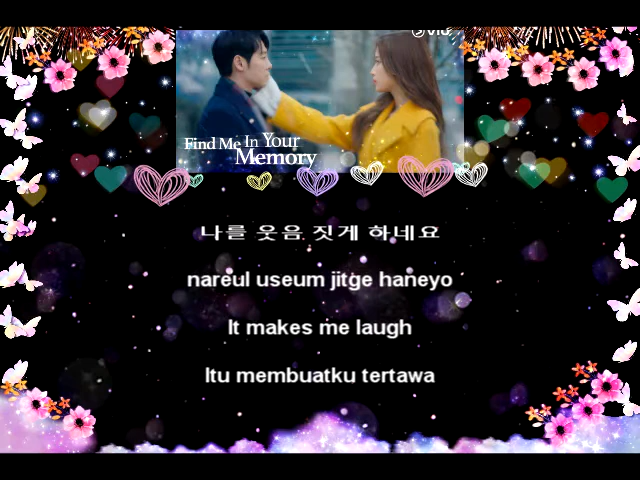 viu
Find Me In Your
Memory
나를 웃음 짓게 하네요
nareul useum jitge haneyo
It makes me laugh
Itu membuatku tertawa